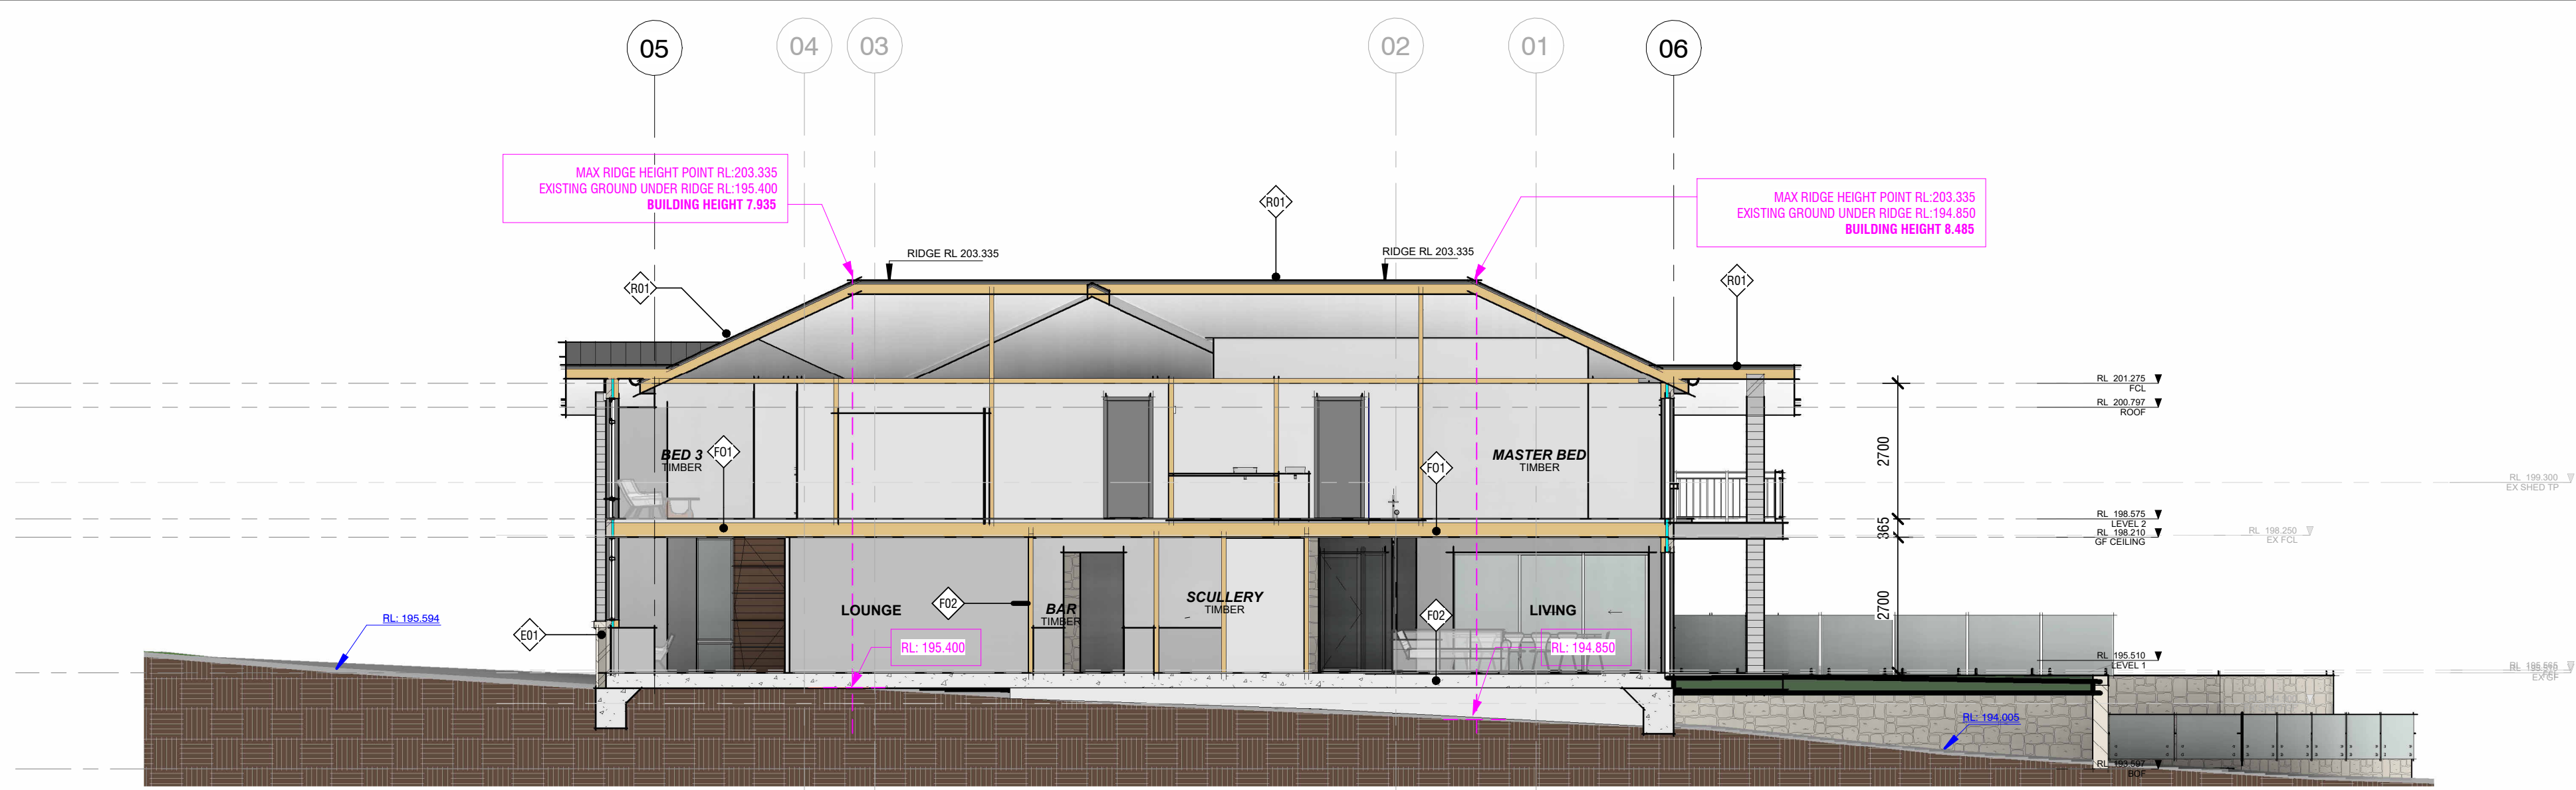 05
04
03
02
01
06
MAX RIDGE HEIGHT POINT RL:203.335
EXISTING GROUND UNDER RIDGE RL:195.400
BUILDING HEIGHT 7.935
MAX RIDGE HEIGHT POINT RL:203.335
EXISTING GROUND UNDER RIDGE RL:194.850
BUILDING HEIGHT 8.485
R01
RIDGE RL 203.335
RIDGE RL 203.335
R01
R01
RL 201.275
FCL
RL 200.797
ROOF
2700
BED 3
TIMBER
F01
F01
MASTER BED
TIMBER
RL 199.300
EX SHED TP
RL 198.575
LEVEL 2
365
RL 198.210
GF CEILING
RL 198.250
EX FCL
RL: 195.594
E01
LOUNGE
F02
BAR
TIMBER
SCULLERY
TIMBER
F02
LIVING
2700
RL: 195.400
RL: 194.850
RL 195.510
LEVEL 1
EX GF
RL: 194.005
RL 193.597
BOF